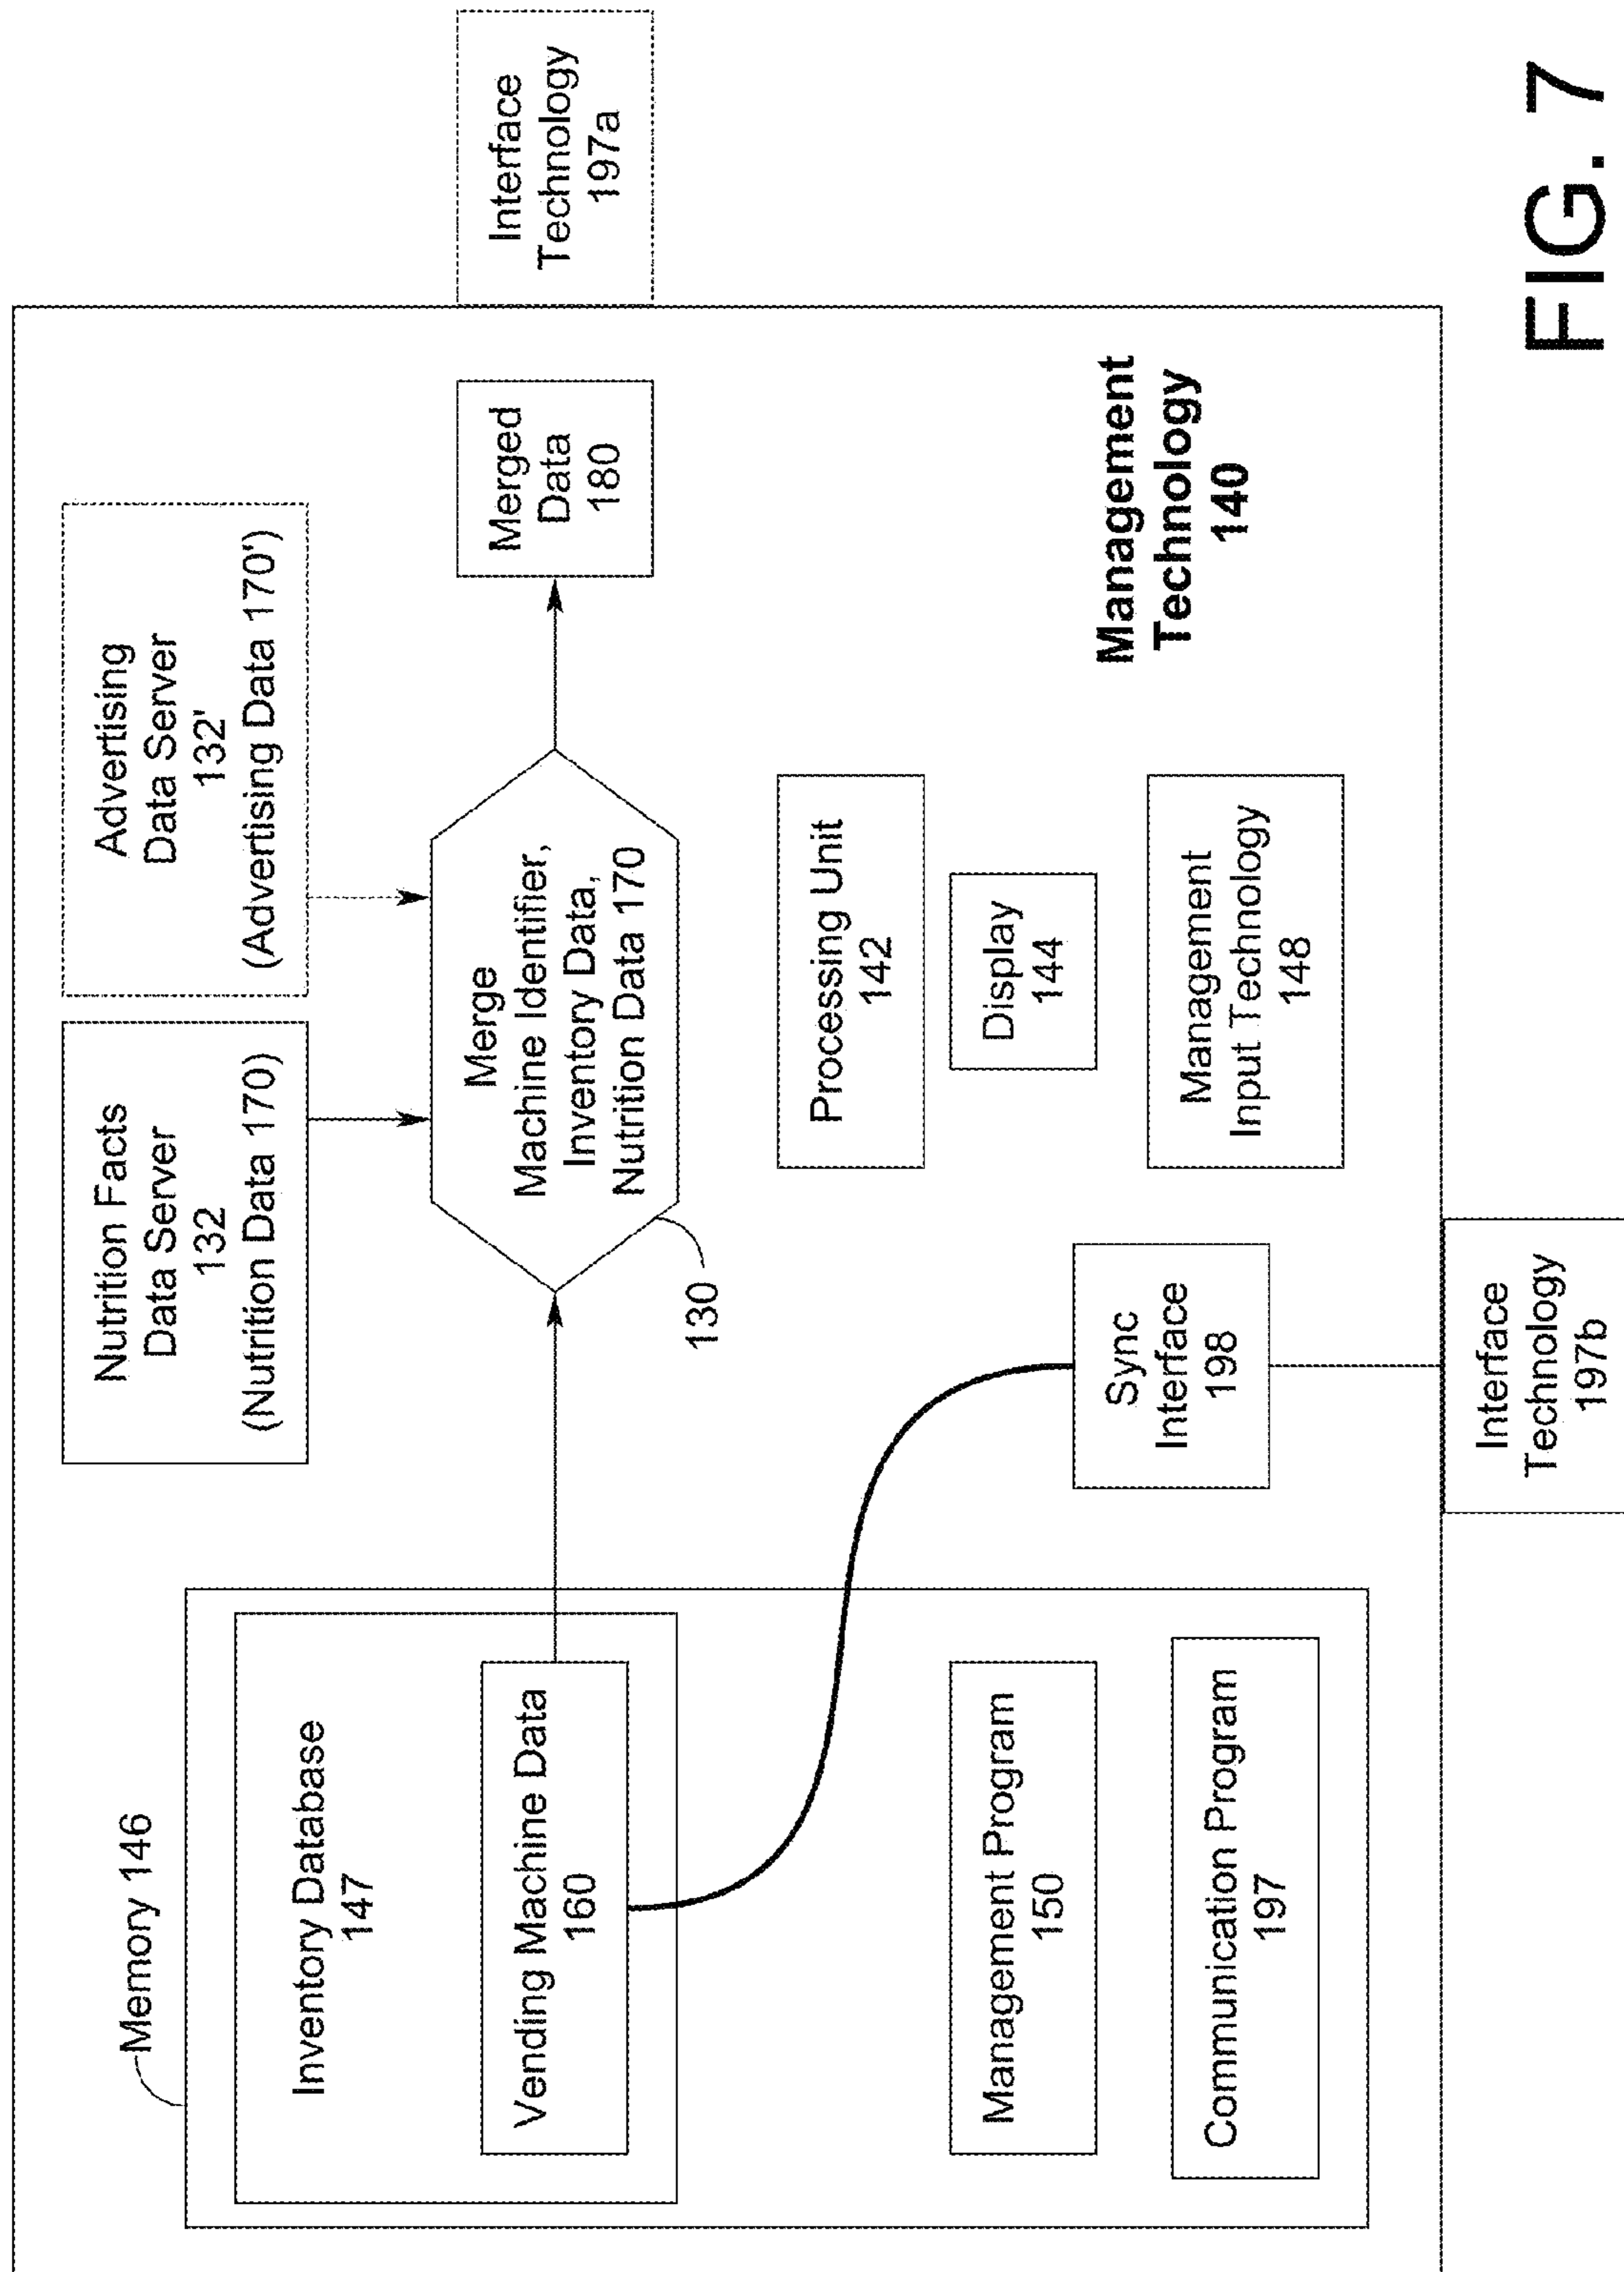 Memory 146
Inventory Database
147
Vending Machine Data
160
Management Program
150
Communication Program
197
Nutrition Facts
Data Server
132
(Nutrition Data 170)
Advertising
Data Server
132'
(Advertising Data 170')
Merge
Machine Identifier,
Inventory Data,
Nutrition Data 170
130
Merged
Data
180
Interface
Technology
197a
Processing Unit
142
Display
144
Management
Input Technology
148
Sync
Interface
198
Interface
Technology
197b
Management
Technology
140
FIG. 7